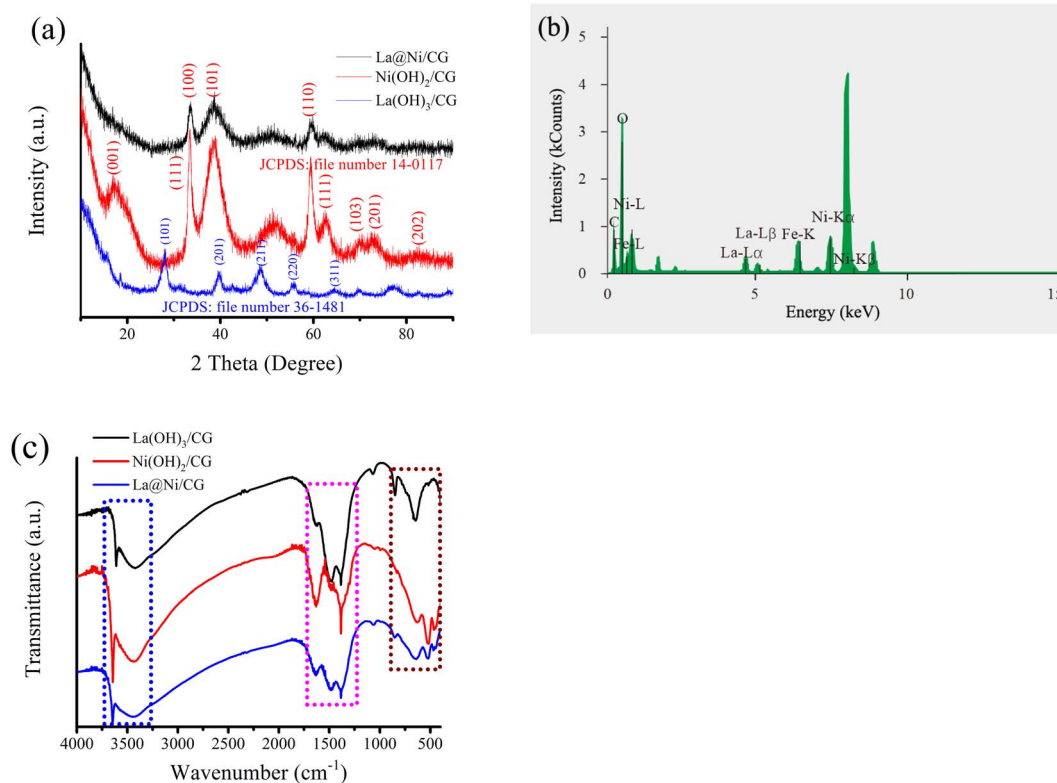 (a)
La@Ni/CG
Ni(OH)₂/CG
La(OH)₃/CG
(001)
(111)
(100)
(101)
(110)
(111)
(103)
(201)
(202)
JCPDS: file number 14-0117
(101)
(201)
(211)
(220)
(311)
JCPDS: file number 36-1481
Intensity (a.u.)
20 40 60 80
2 Theta (Degree)
(b)
5
4
3
2
1
0
Intensity (kCounts)
O
Ni-L
C
Fe-L
La-Lα
La-Lβ
Fe-K
Ni-Kα
Ni-Kβ
0 5 10 15
Energy (keV)
(c)
La(OH)₃/CG
Ni(OH)₂/CG
La@Ni/CG
Transmittance (a.u.)
4000 3500 3000 2500 2000 1500 1000 500
Wavenumber (cm⁻¹)